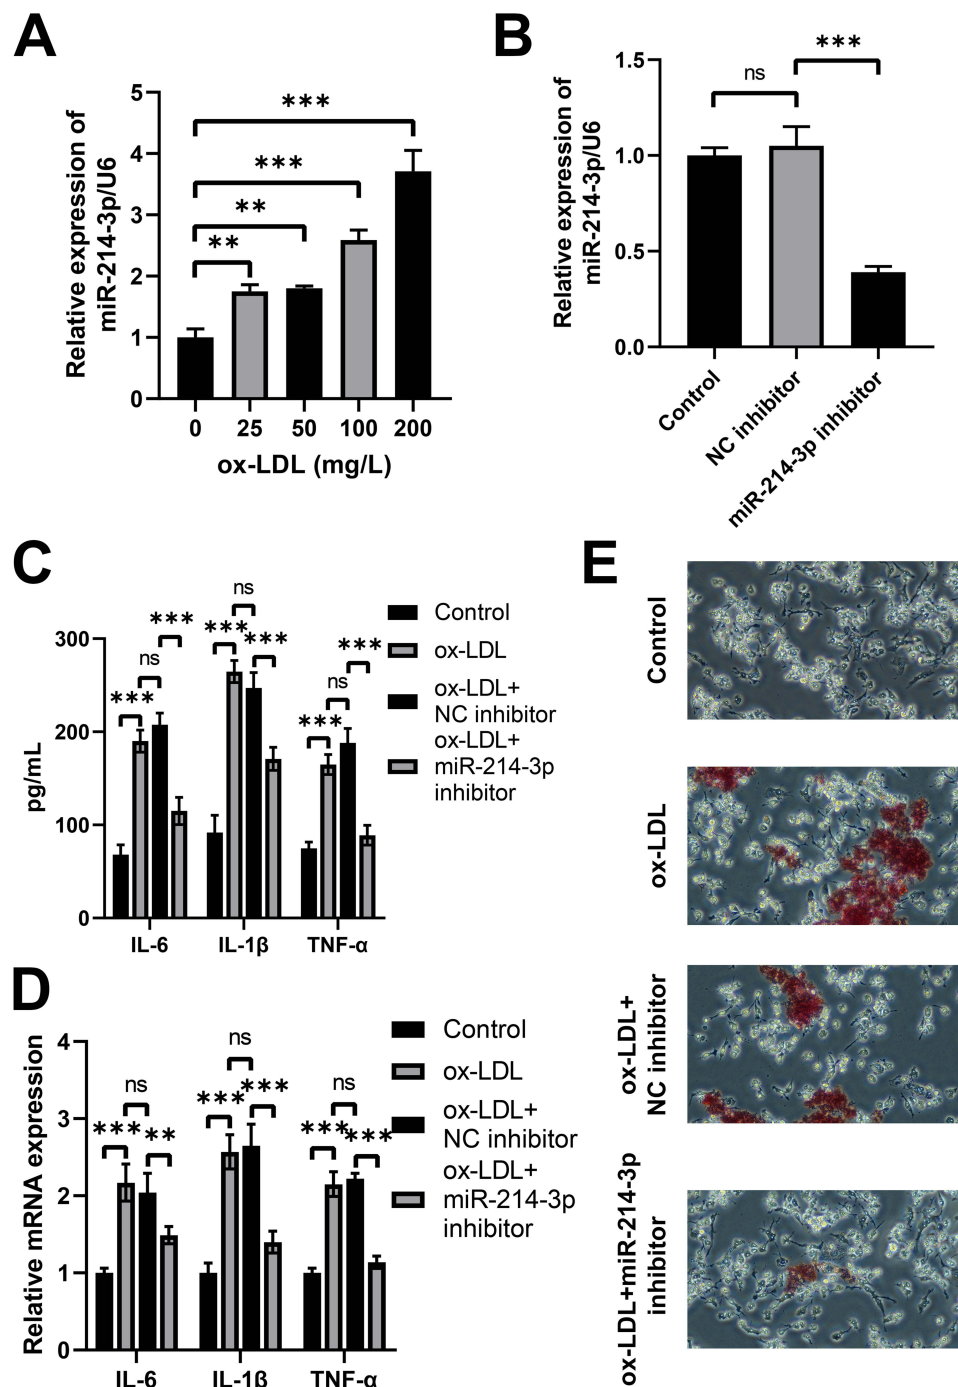 A
Relative expression of
miR-214-3p/U6
5
4
3
2
1
0
***
***
**
**
0 25 50 100 200
ox-LDL (mg/L)
B
Relative expression of
miR-214-3p/U6
1.5
1.0
0.5
0.0
ns
***
Control
NC inhibitor
miR-214-3p inhibitor
C
pg/mL
300
200
100
0
***
ns
***
***
ns
***
***
ns
***
IL-6 IL-1β TNF-α
Control
ox-LDL
ox-LDL+
NC inhibitor
ox-LDL+
miR-214-3p
inhibitor
D
Relative mRNA expression
4
3
2
1
0
***
ns
**
***
ns
***
***
ns
***
IL-6 IL-1β TNF-α
Control
ox-LDL
ox-LDL+
NC inhibitor
ox-LDL+
miR-214-3p
inhibitor
E
Control
ox-LDL
ox-LDL+
NC inhibitor
ox-LDL+miR-214-3p
inhibitor